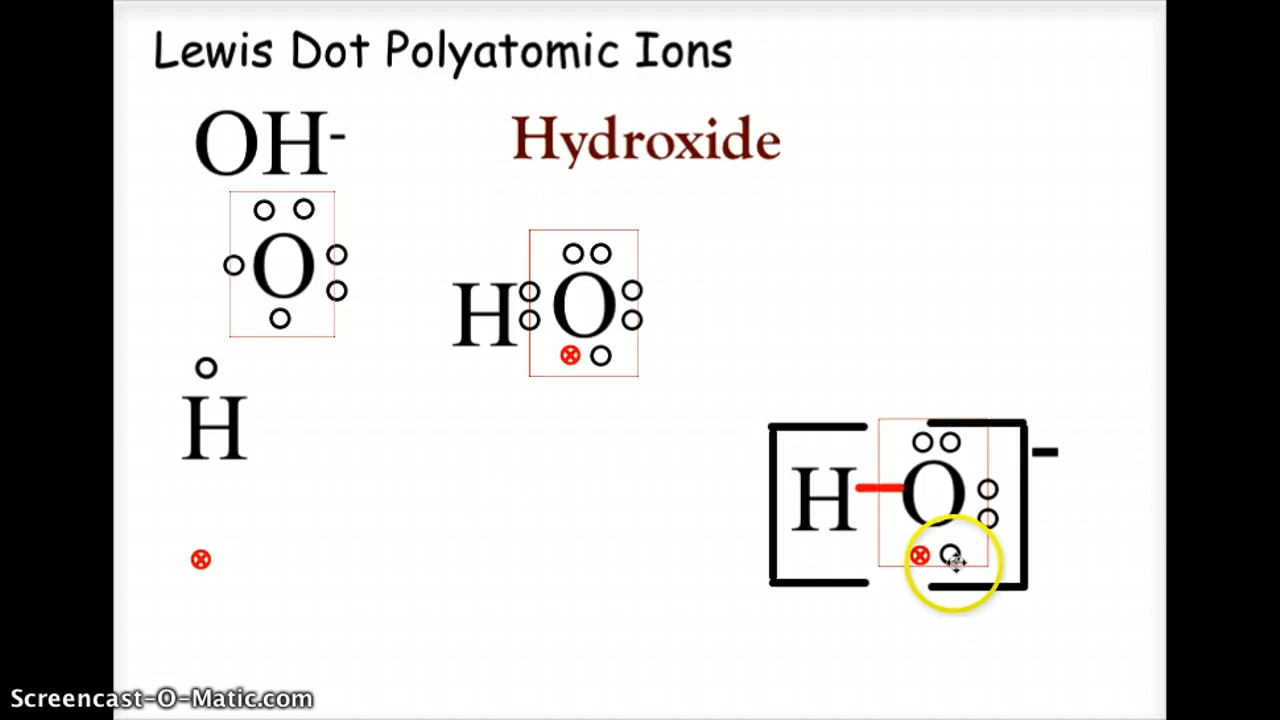 Lewis Dot Polyatomic Ions
OH-
Hydroxide
O
H O
H
H-O -
Screencast-O-Matic.com